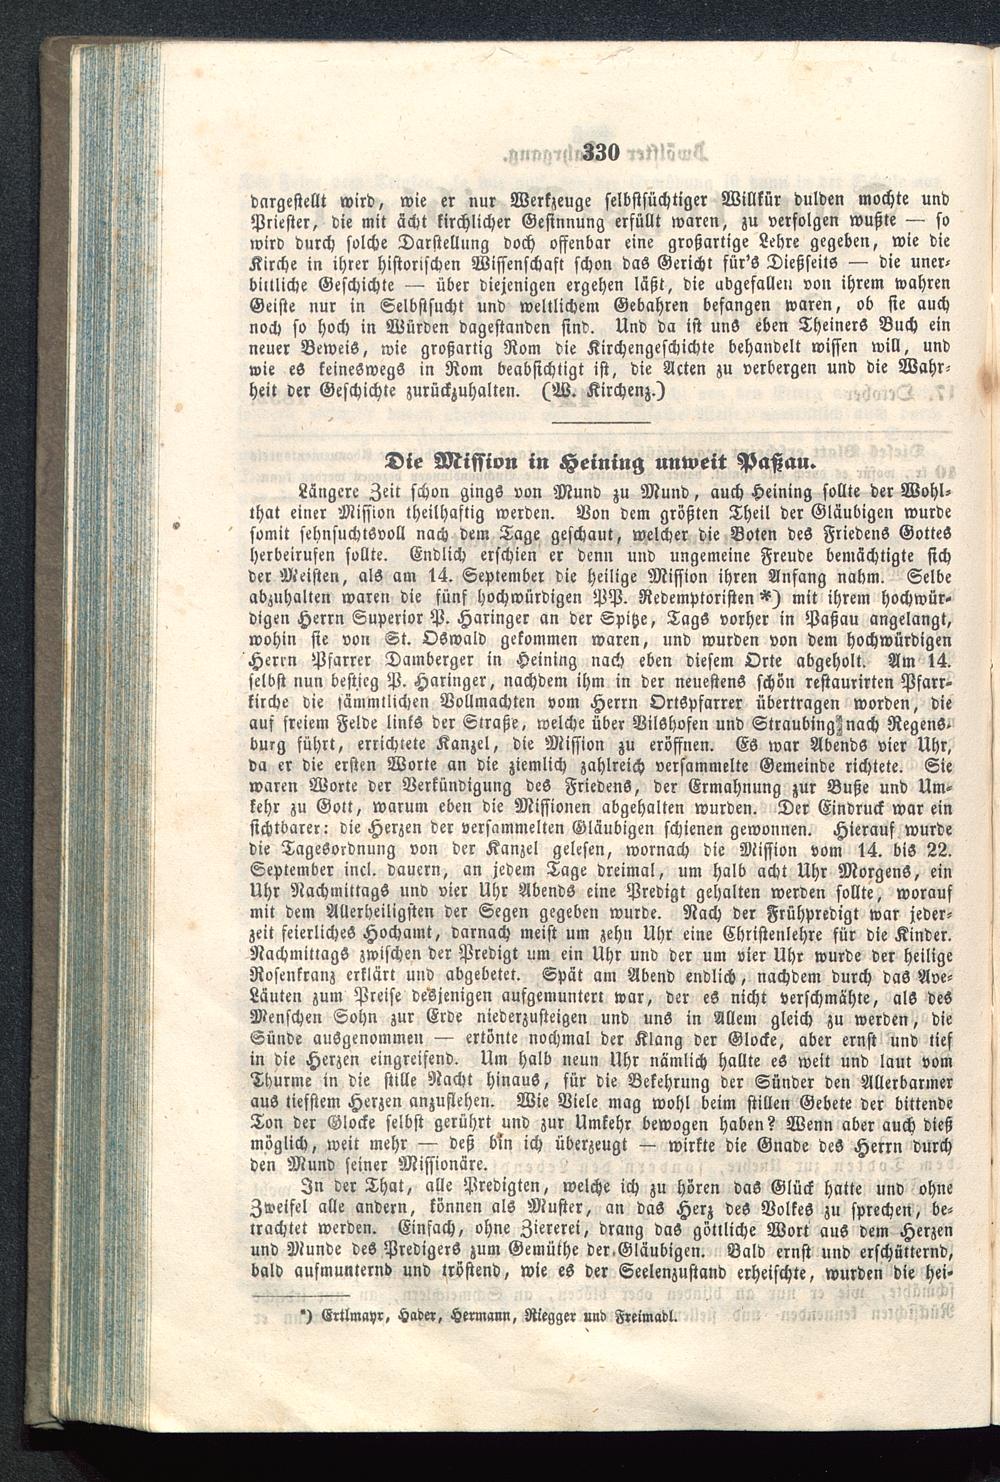 330
dargestellt wird, wie er nur Werkzeuge selbstsüchtiger Willkür dulden mochte und
Priester, die mit ächt kirchlicher Gesinnung erfüllt waren, zu verfolgen wußte — so
wird durch solche Darstellung doch offenbar eine großartige Lehre gegeben, wie die
Kirche in ihrer historischen Wissenschaft schon das Gericht für's Dießseits — die uner-
bittliche Geschichte — über diejenigen ergehen läßt, die abgefallen von ihrem wahren
Geiste nur in Selbstsucht und weltlichem Gebahren befangen waren, ob sie auch
noch so hoch in Würden dagestanden sind. Und da ist uns eben Theiners Buch ein
neuer Beweis, wie großartig Rom die Kirchengeschichte behandelt wissen will, und
wie es keineswegs in Rom beabsichtigt ist, die Acten zu verbergen und die Wahr-
heit der Geschichte zurückzuhalten. (W. Kirchenz.)
Die Mission in Heining unweit Paßau.
Längere Zeit schon gings von Mund zu Mund, auch Heining sollte der Wohl-
that einer Mission theilhaftig werden. Von dem größten Theil der Gläubigen wurde
somit sehnsuchtsvoll nach dem Tage geschaut, welcher die Boten des Friedens Gottes
herbeirufen sollte. Endlich erschien er denn und ungemeine Freude bemächtigte sich
der Meisten, als am 14. September die heilige Mission ihren Anfang nahm. Selbe
abzuhalten waren die fünf hochwürdigen PP. Redemptoristen *) mit ihrem hochwür-
digen Herrn Superior P. Haringer an der Spitze, Tags vorher in Paßau angelangt,
wohin sie von St. Oswald gekommen waren, und wurden von dem hochwürdigen
Herrn Pfarrer Damberger in Heining nach eben diesem Orte abgeholt. Am 14.
selbst nun bestieg P. Haringer, nachdem ihm in der neuestens schön restaurirten Pfarr-
kirche die sämmtlichen Vollmachten vom Herrn Ortspfarrer übertragen worden, die
auf freiem Felde links der Straße, welche über Vilshofen und Straubing nach Regens-
burg führt, errichtete Kanzel, die Mission zu eröffnen. Es war Abends vier Uhr,
da er die ersten Worte an die ziemlich zahlreich versammelte Gemeinde richtete. Sie
waren Worte der Verkündigung des Friedens, der Ermahnung zur Buße und Um-
kehr zu Gott, warum eben die Missionen abgehalten wurden. Der Eindruck war ein
sichtbarer: die Herzen der versammelten Gläubigen schienen gewonnen. Hierauf wurde
die Tagesordnung von der Kanzel gelesen, wornach die Mission vom 14. bis 22.
September incl. dauern, an jedem Tage dreimal, um halb acht Uhr Morgens, ein
Uhr Nachmittags und vier Uhr Abends eine Predigt gehalten werden sollte, worauf
mit dem Allerheiligsten der Segen gegeben wurde. Nach der Frühpredigt war jeder-
zeit feierliches Hochamt, darnach meist um zehn Uhr eine Christenlehre für die Kinder.
Nachmittags zwischen der Predigt um ein Uhr und der um vier Uhr wurde der heilige
Rosenkranz erklärt und abgebetet. Spät am Abend endlich, nachdem durch das Ave-
Läuten zum Preise desjenigen aufgemuntert war, der es nicht verschmähte, als des
Menschen Sohn zur Erde niederzusteigen und uns in Allem gleich zu werden, die
Sünde ausgenommen — ertönte nochmal der Klang der Glocke, aber ernst und tief
in die Herzen eingreifend. Um halb neun Uhr nämlich hallte es weit und laut vom
Thurme in die stille Nacht hinaus, für die Bekehrung der Sünder den Allerbarmer
aus tiefstem Herzen anzuflehen. Wie Viele mag wohl beim stillen Gebete der bittende
Ton der Glocke selbst gerührt und zur Umkehr bewogen haben? Wenn aber auch dieß
möglich, weit mehr — deß bin ich überzeugt — wirkte die Gnade des Herrn durch
den Mund seiner Missionäre.
In der That, alle Predigten, welche ich zu hören das Glück hatte und ohne
Zweifel alle andern, können als Muster, an das Herz des Volkes zu sprechen, be-
trachtet werden. Einfach, ohne Ziererei, drang das göttliche Wort aus dem Herzen
und Munde des Predigers zum Gemüthe der Gläubigen. Bald ernst und erschütternd,
bald aufmunternd und tröstend, wie es der Seelenzustand erheischte, wurden die hei-
*) Ertlmayr, Hader, Hermann, Riegger und Freimadl.